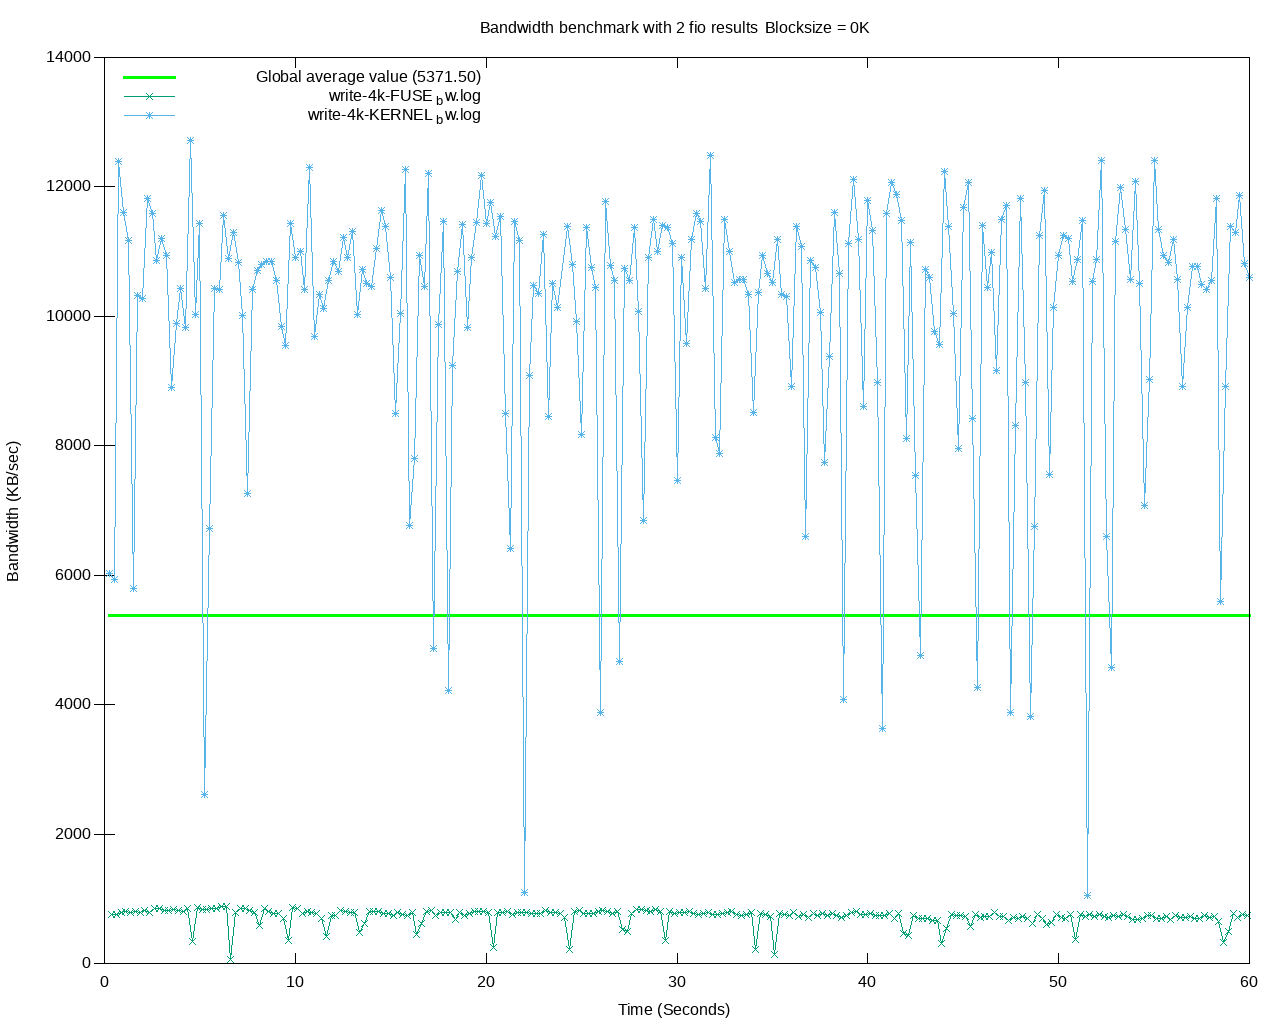 Bandwidth benchmark with 2 fio results Blocksize = 0K
14000
12000
10000
8000
6000
4000
2000
0
Bandwidth (KB/sec)
Global average value (5371.50)
write-4k-FUSE_bw.log
write-4k-KERNEL_bw.log
0 10 20 30 40 50 60
Time (Seconds)